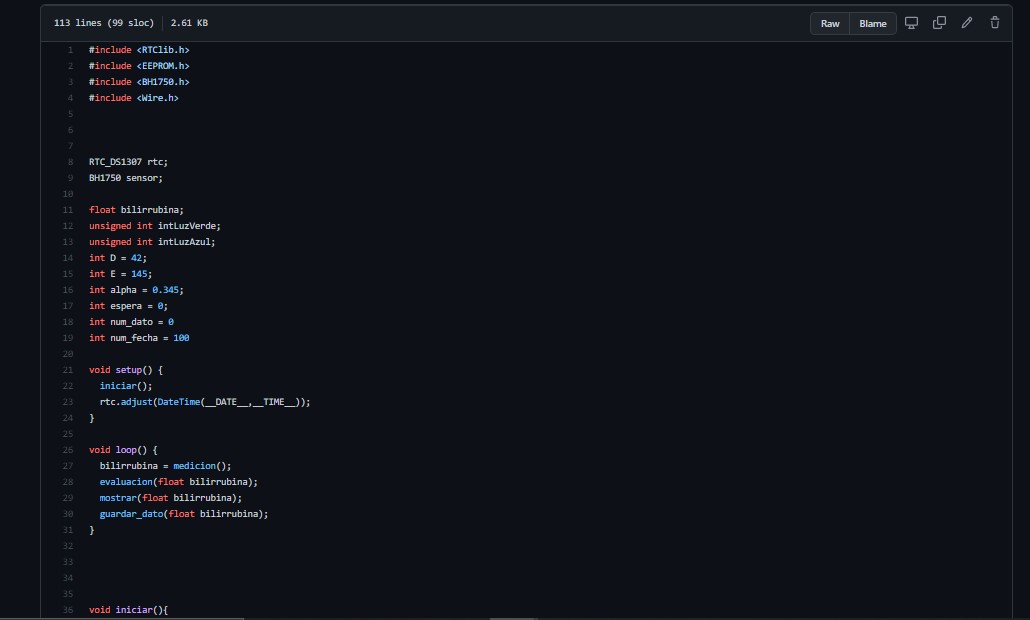 113 lines (99 sloc) 2.61 KB Raw Blame
1 #include <RTClib.h>
2 #include <EEPROM.h>
3 #include <BH1750.h>
4 #include <Wire.h>
5
6
7
8 RTC_DS1307 rtc;
9 BH1750 sensor;
10
11 float bilirrubina;
12 unsigned int intLuzVerde;
13 unsigned int intLuzAzul;
14 int D = 42;
15 int E = 145;
16 int alpha = 0.345;
17 int espera = 0;
18 int num_dato = 0
19 int num_fecha = 100
20
21 void setup() {
22   iniciar();
23   rtc.adjust(DateTime(__DATE__,__TIME__));
24 }
25
26 void loop() {
27   bilirrubina = medicion();
28   evaluacion(float bilirrubina);
29   mostrar(float bilirrubina);
30   guardar_dato(float bilirrubina);
31 }
32
33
34
35
36 void iniciar(){